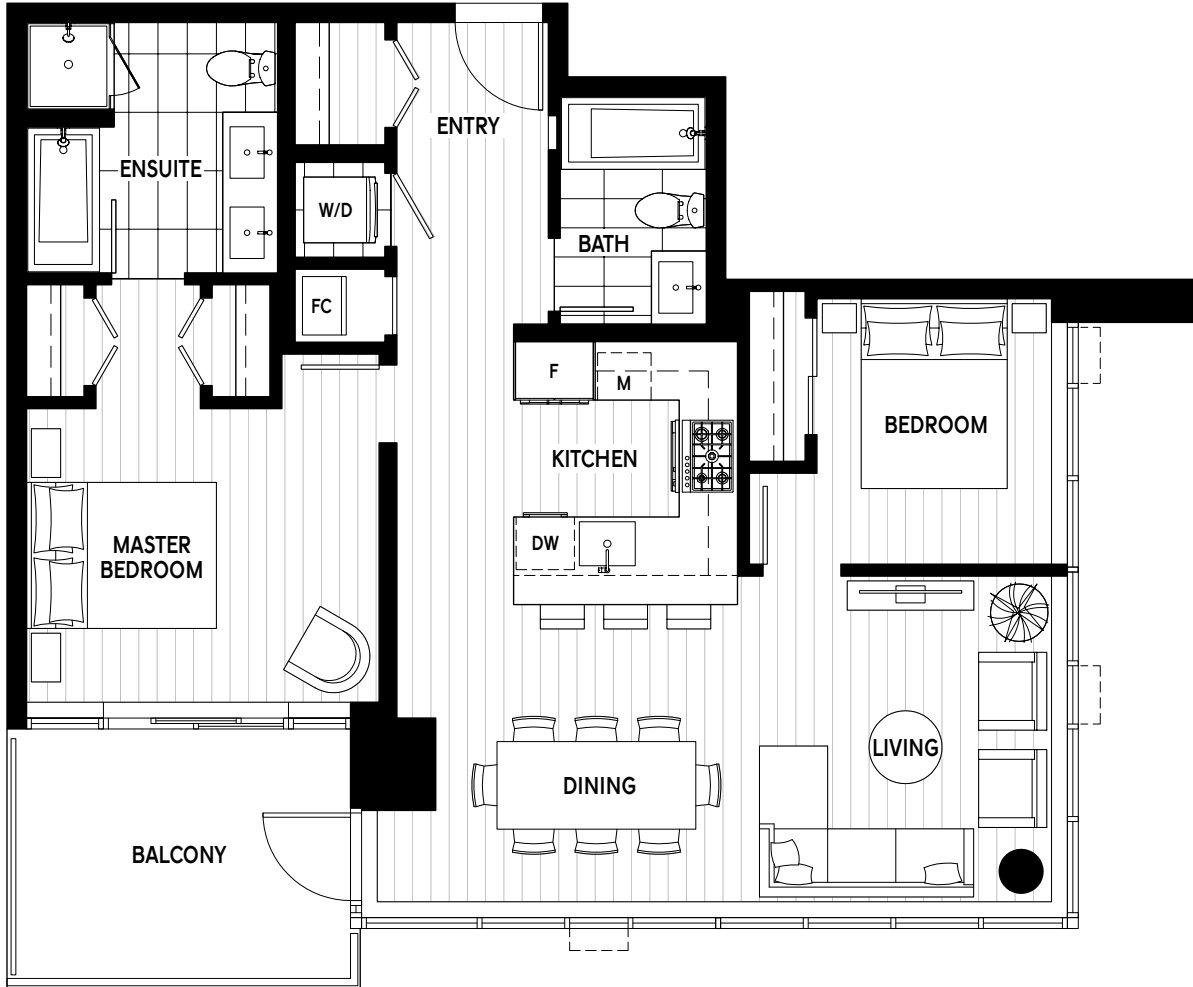 ENTRY
ENSUITE
W/D
BATH
FC
F
M
BEDROOM
KITCHEN
DW
MASTER
BEDROOM
LIVING
DINING
BALCONY